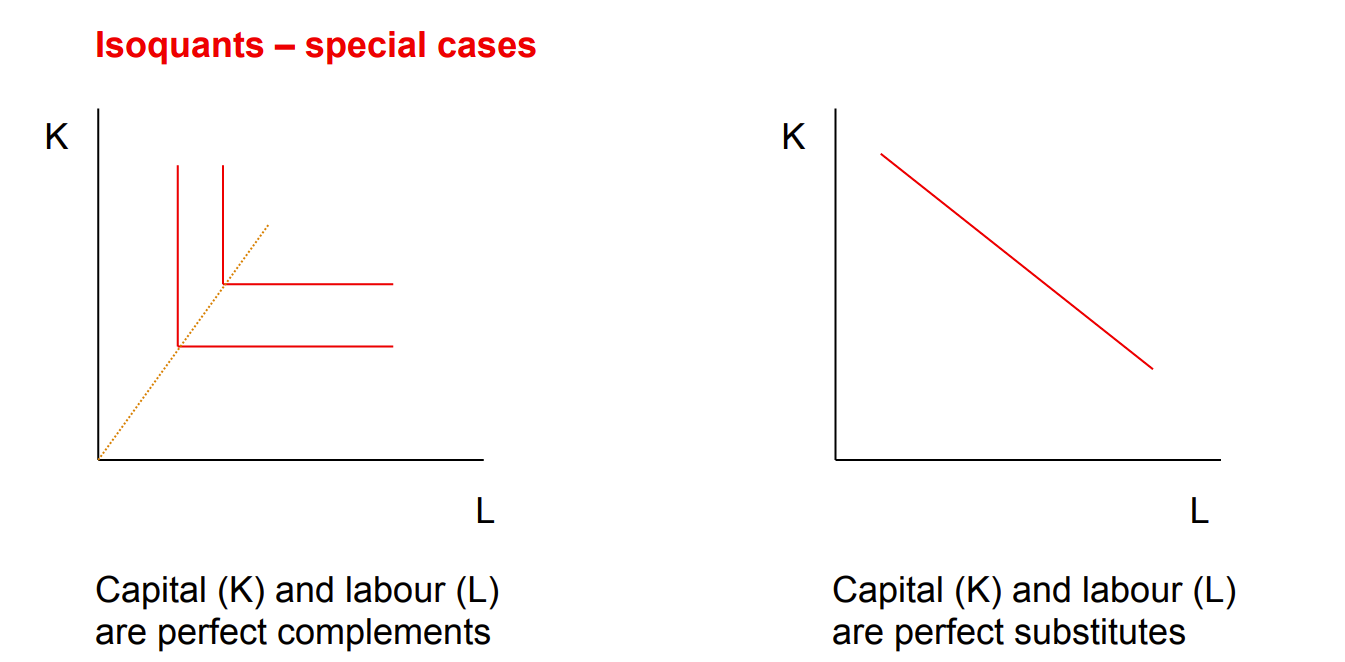 Isoquants – special cases
K
K
L
L
Capital (K) and labour (L)
are perfect complements
Capital (K) and labour (L)
are perfect substitutes